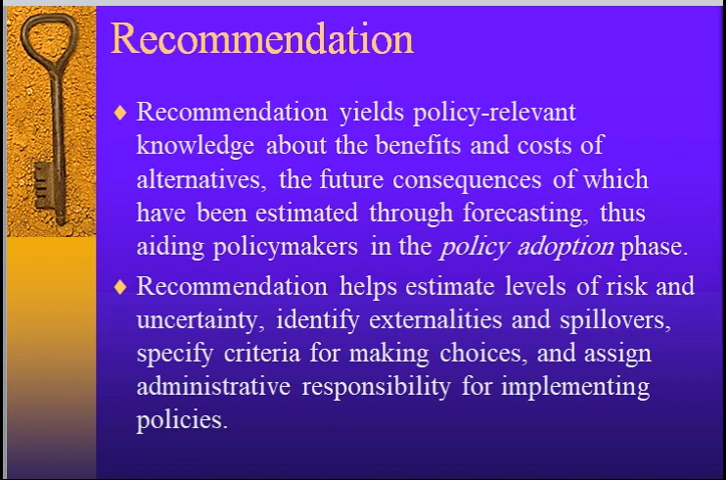 Recommendation
♦ Recommendation yields policy-relevant
knowledge about the benefits and costs of
alternatives, the future consequences of which
have been estimated through forecasting, thus
aiding policymakers in the policy adoption phase.
♦ Recommendation helps estimate levels of risk and
uncertainty, identify externalities and spillovers,
specify criteria for making choices, and assign
administrative responsibility for implementing
policies.